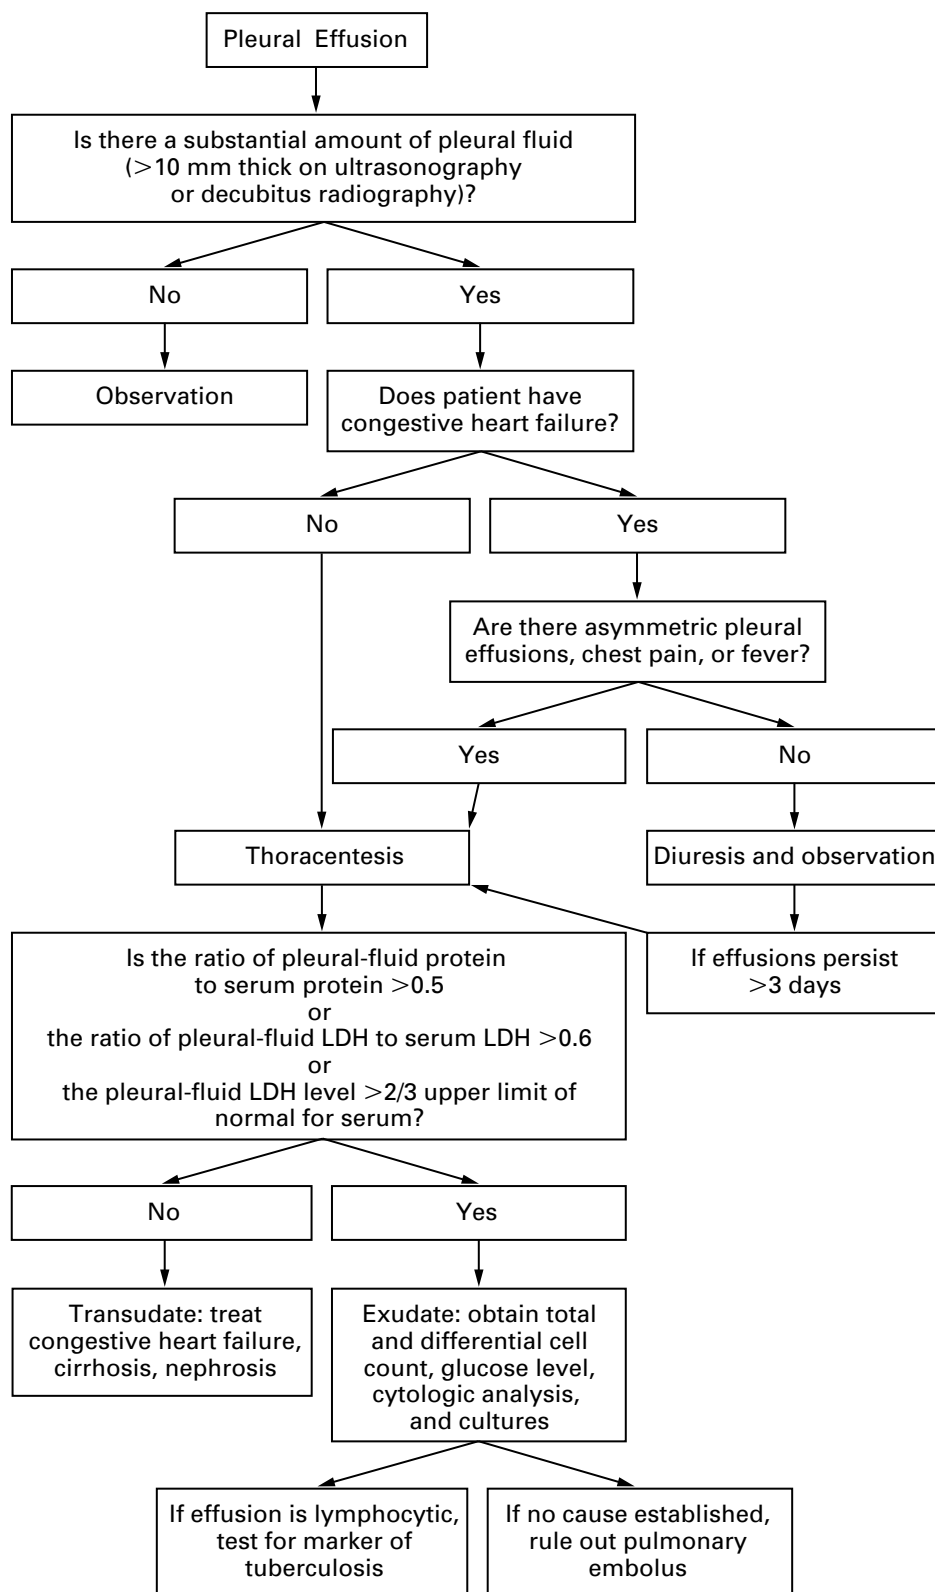 Pleural Effusion
Is there a substantial amount of pleural fluid
(>10 mm thick on ultrasonography
or decubitus radiography)?
No
Yes
Observation
Does patient have
congestive heart failure?
No
Yes
Are there asymmetric pleural
effusions, chest pain, or fever?
Yes
No
Thoracentesis
Diuresis and observation
Is the ratio of pleural-fluid protein
to serum protein >0.5
or
the ratio of pleural-fluid LDH to serum LDH >0.6
or
the pleural-fluid LDH level >2/3 upper limit of
normal for serum?
If effusions persist
>3 days
No
Yes
Transudate: treat
congestive heart failure,
cirrhosis, nephrosis
Exudate: obtain total
and differential cell
count, glucose level,
cytologic analysis,
and cultures
If effusion is lymphocytic,
test for marker of
tuberculosis
If no cause established,
rule out pulmonary
embolus